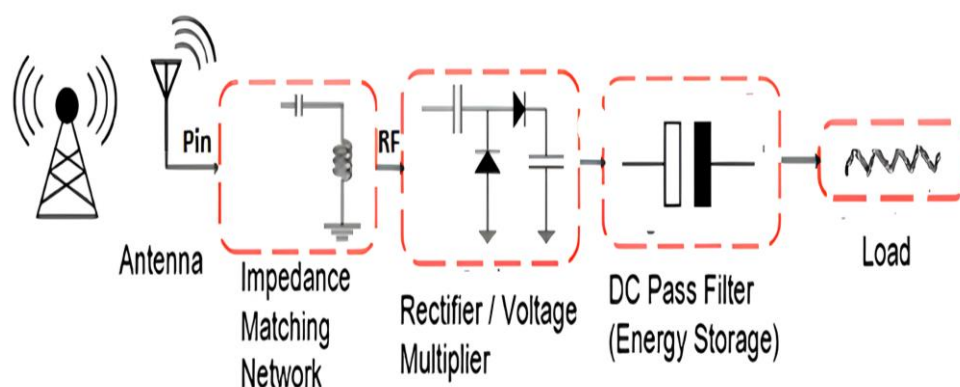 Pin
RF
Antenna
Impedance
Matching
Network
Rectifier / Voltage
Multiplier
DC Pass Filter
(Energy Storage)
Load